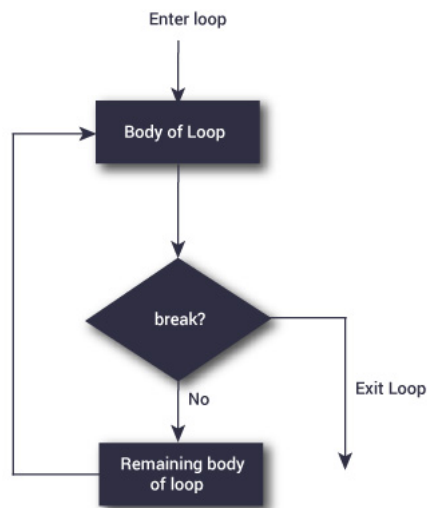 Enter loop
Body of Loop
break?
No
Exit Loop
Remaining body
of loop